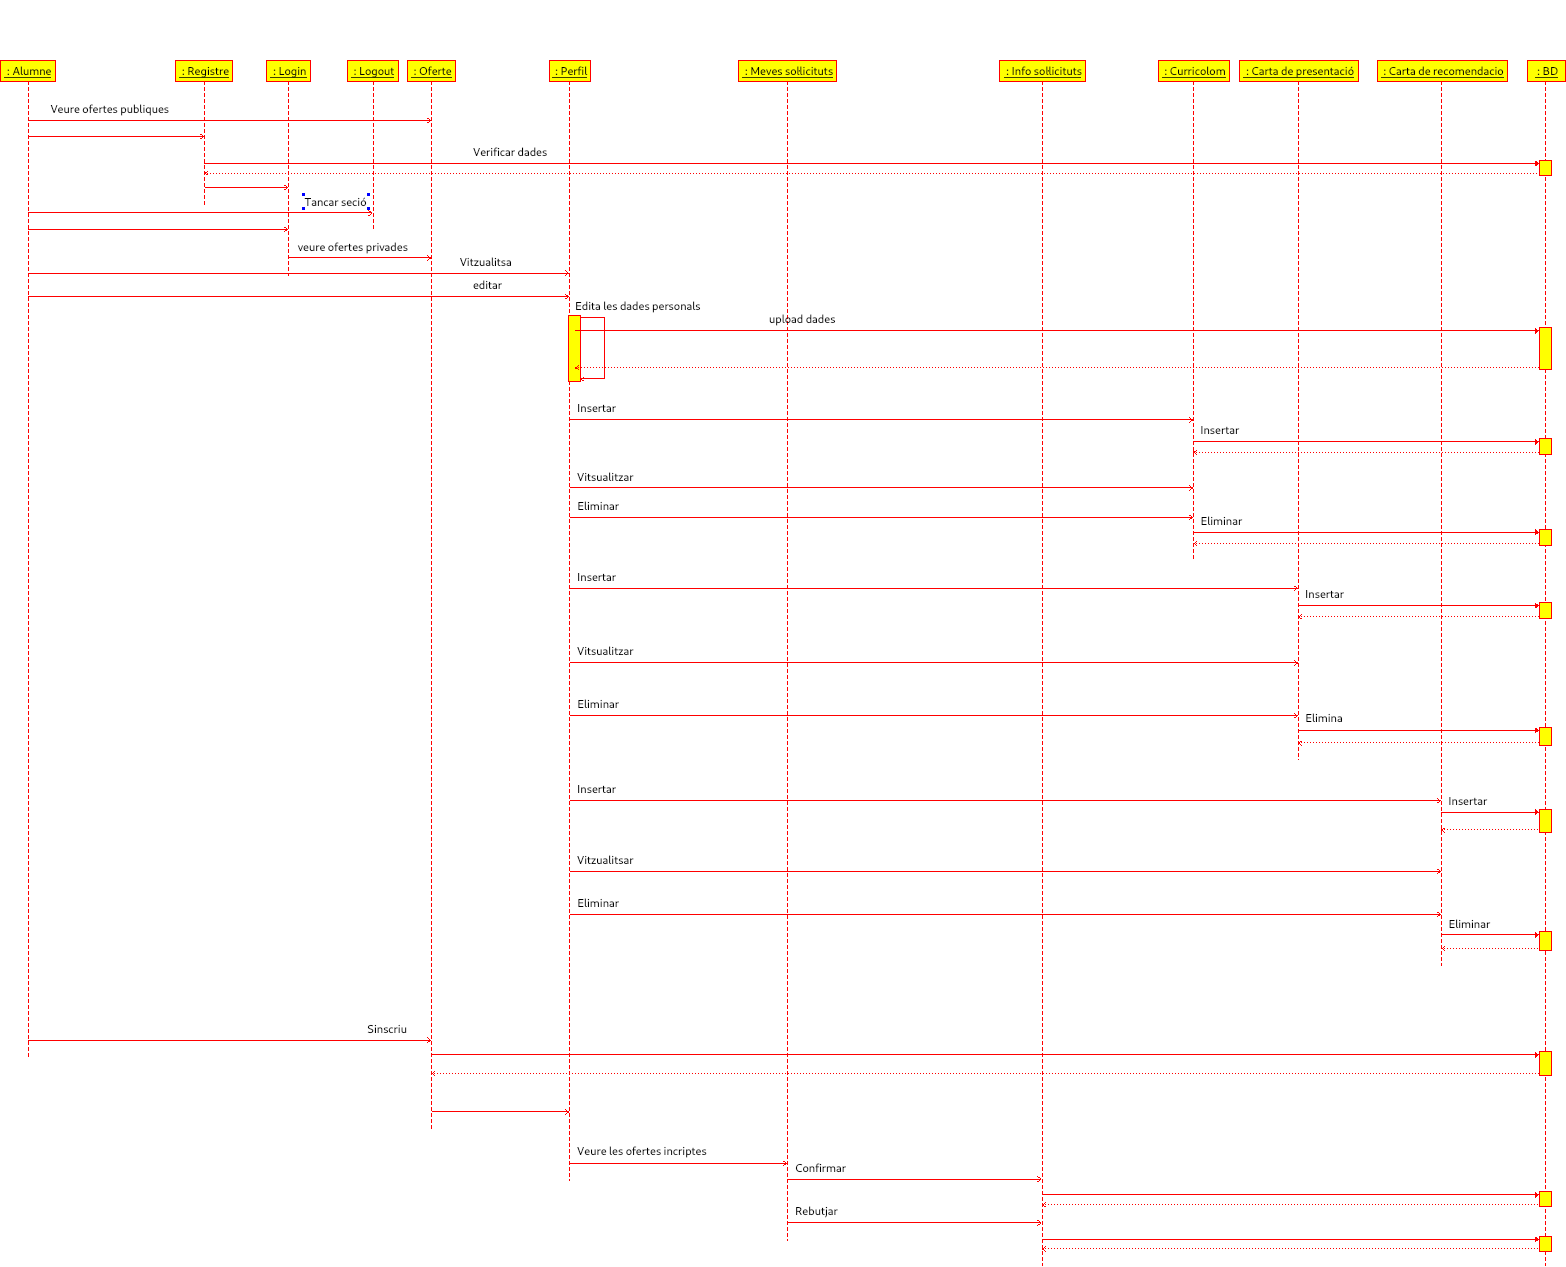 : Alumne
: Registre
: Login
: Logout
: Oferte
: Perfil
: Meves sol·licituts
: Info sol·licituts
: Curricolom
: Carta de presentació
: Carta de recomendacio
: BD
Veure ofertes publiques
Verificar dades
Tancar seció
veure ofertes privades
Vitzualitsa
editar
Edita les dades personals
upload dades
Insertar
Insertar
Vitsualitzar
Eliminar
Eliminar
Insertar
Insertar
Vitsualitzar
Eliminar
Elimina
Insertar
Insertar
Vitzualitsar
Eliminar
Eliminar
Sinscriu
Veure les ofertes incriptes
Confirmar
Rebutjar